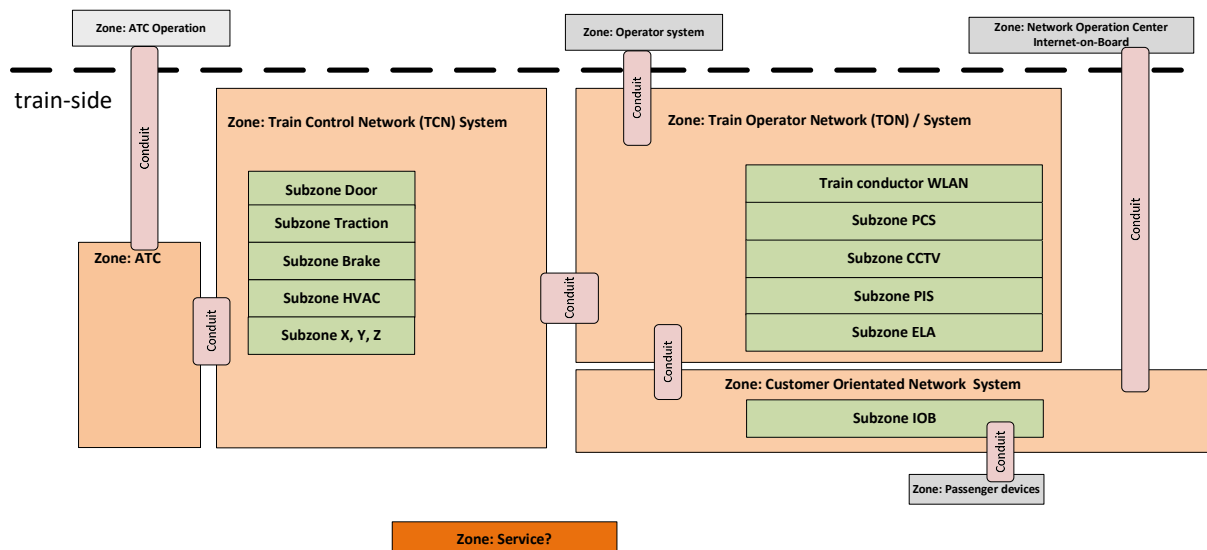 Zone: ATC Operation
Zone: Operator system
Zone: Network Operation Center
Internet-on-Board
train-side
Conduit
Conduit
Conduit
Zone: Train Control Network (TCN) System
Zone: Train Operator Network (TON) / System
Subzone Door
Subzone Traction
Subzone Brake
Subzone HVAC
Subzone X, Y, Z
Train conductor WLAN
Subzone PCS
Subzone CCTV
Subzone PIS
Subzone ELA
Zone: ATC
Conduit
Conduit
Conduit
Zone: Customer Orientated Network System
Subzone IOB
Conduit
Zone: Passenger devices
Zone: Service?